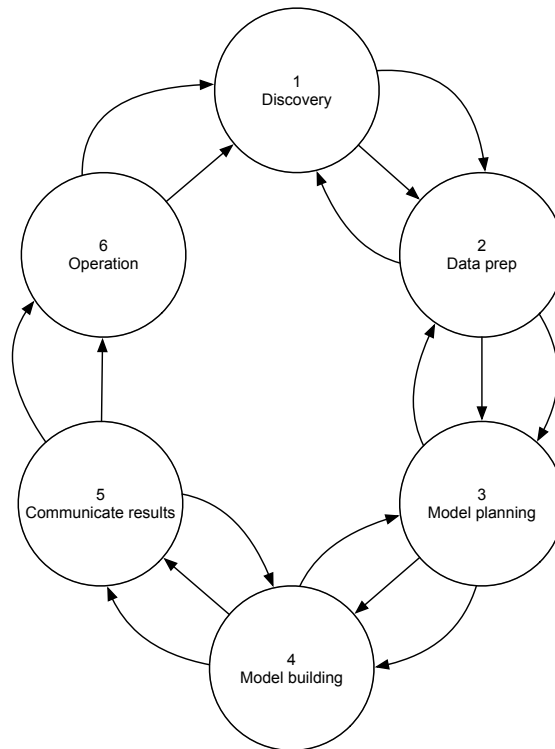 1
Discovery
2
Data prep
3
Model planning
4
Model building
5
Communicate results
6
Operation